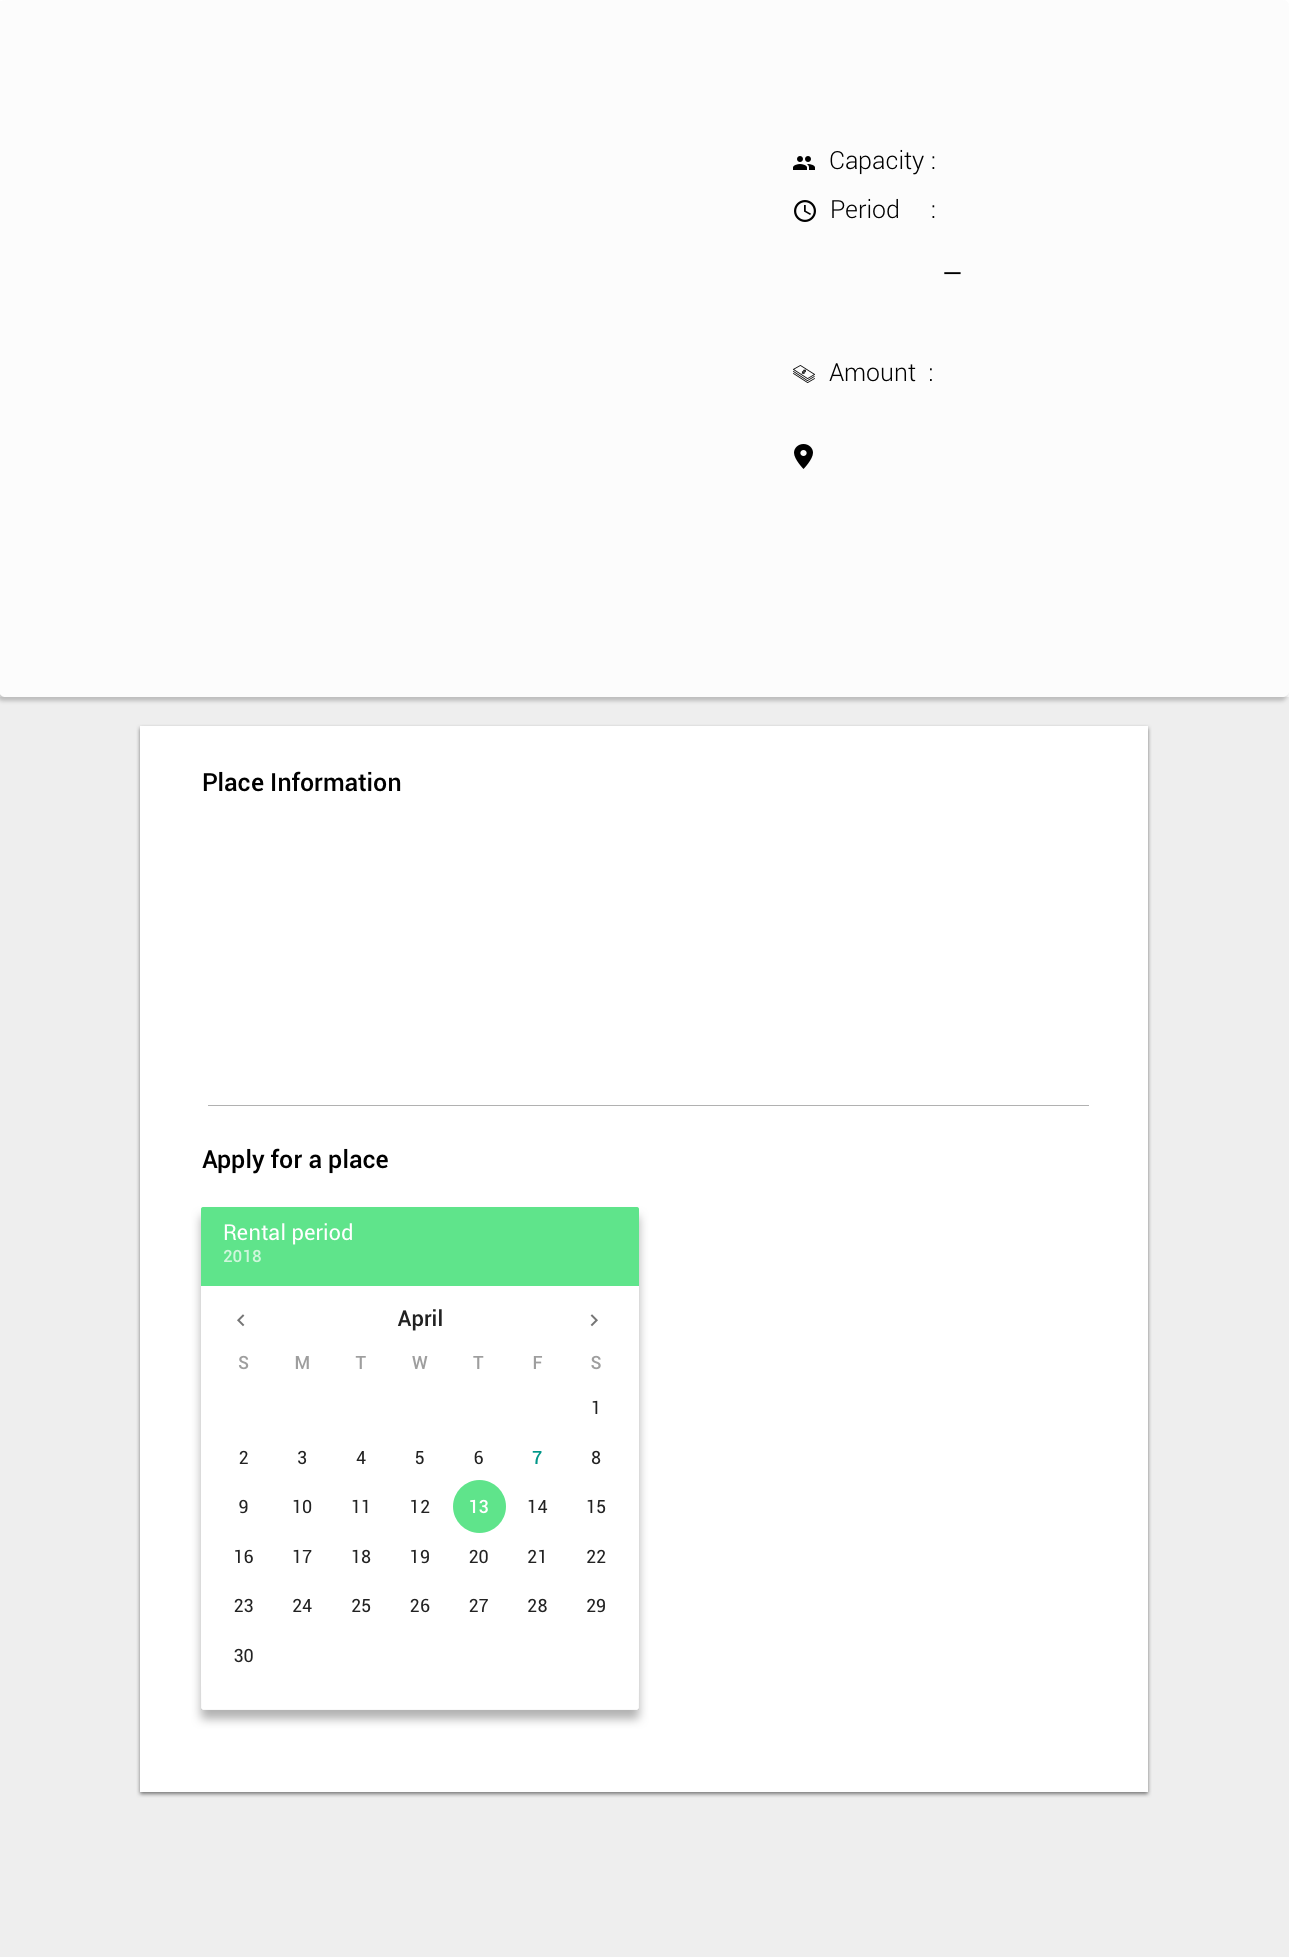 Capacity :
Period :
–
Amount :
Place Information
Apply for a place
Rental period
2018
April
S M T W T F S
1
2 3 4 5 6 7 8
9 10 11 12 13 14 15
16 17 18 19 20 21 22
23 24 25 26 27 28 29
30